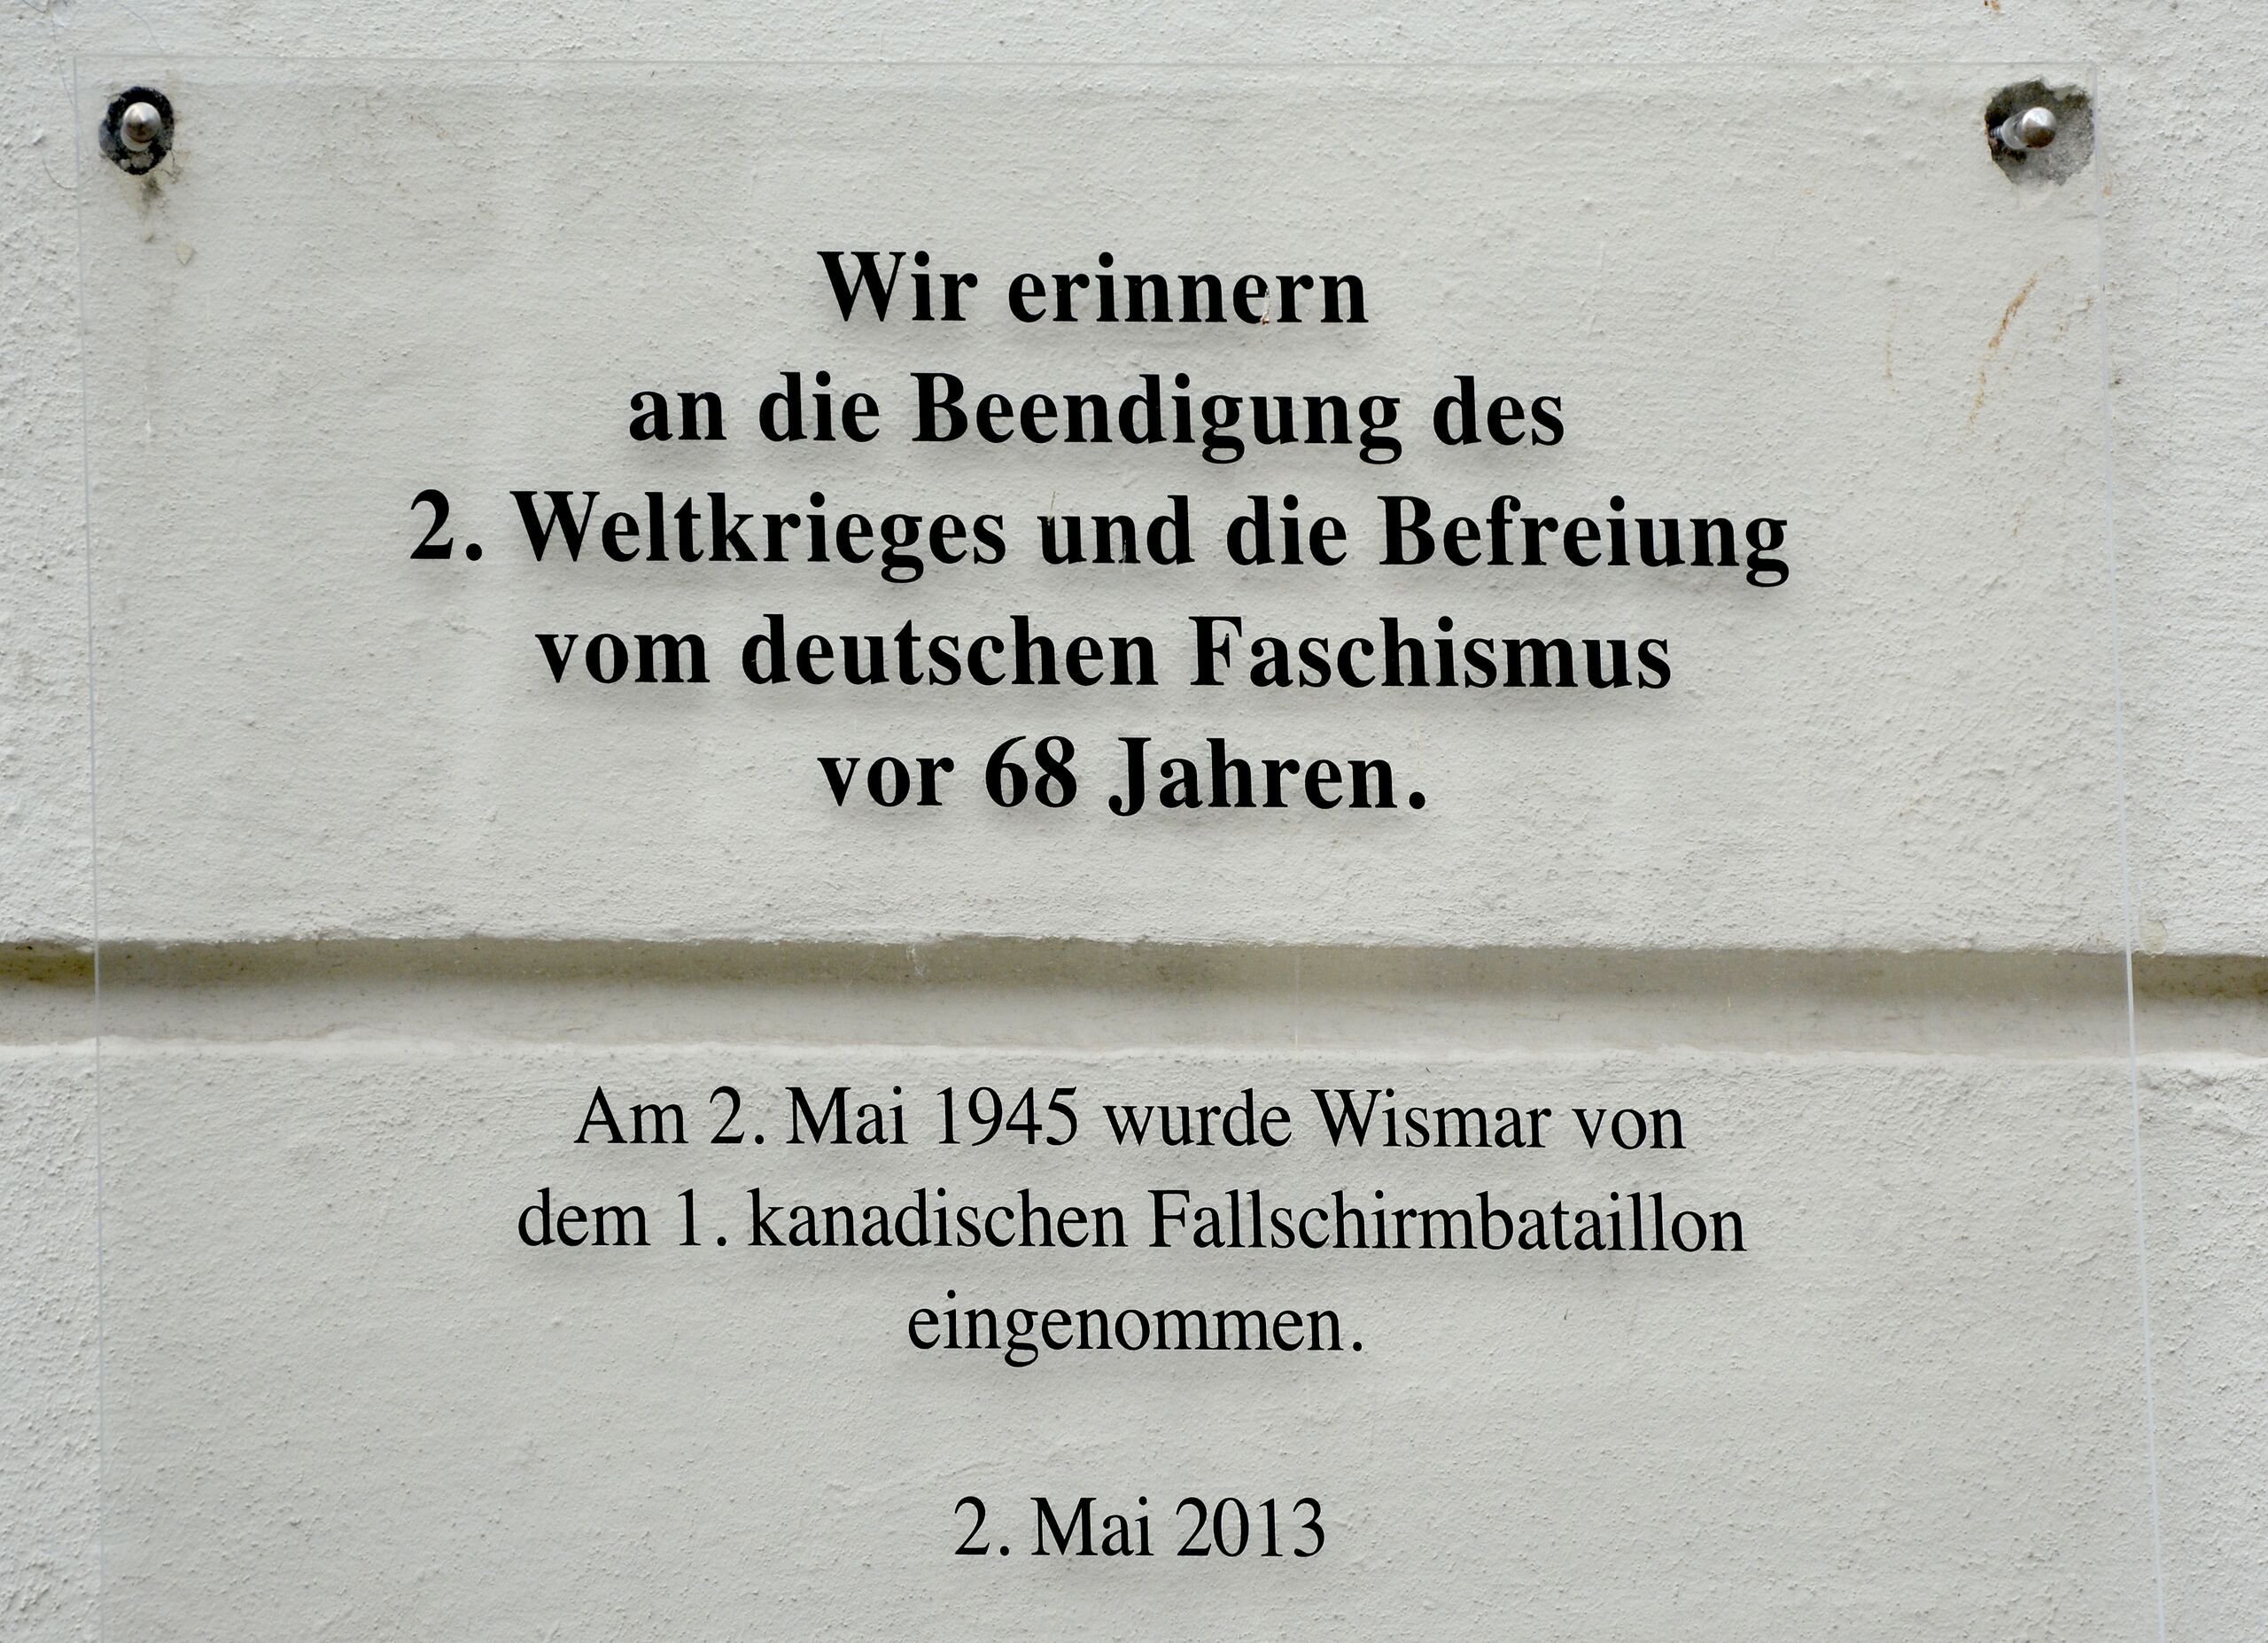 Wir erinnern
an die Beendigung des
2. Weltkrieges und die Befreiung
vom deutschen Faschismus
vor 68 Jahren.
Am 2. Mai 1945 wurde Wismar von
dem 1. kanadischen Fallschirmbataillon
eingenommen.
2. Mai 2013